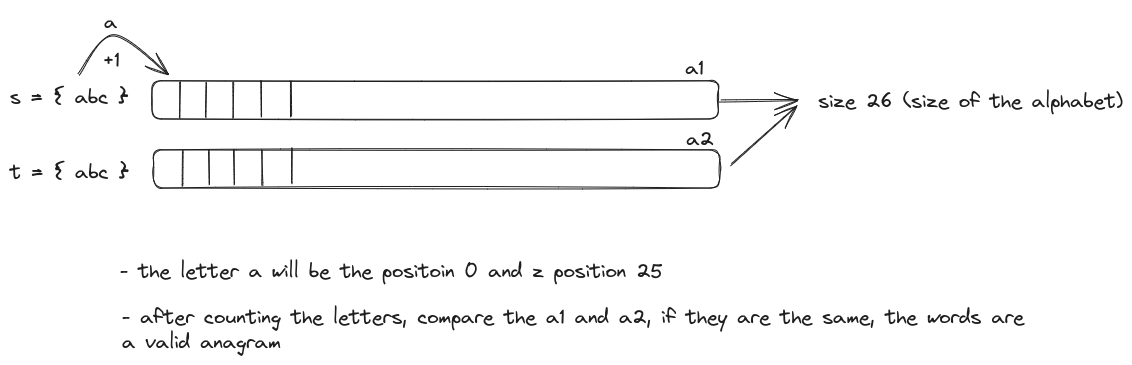 a
+1
a1
s = { abc }
size 26 (size of the alphabet)
a2
t = { abc }
- the letter a will be the positoin 0 and z position 25
- after counting the letters, compare the a1 and a2, if they are the same, the words are
a valid anagram